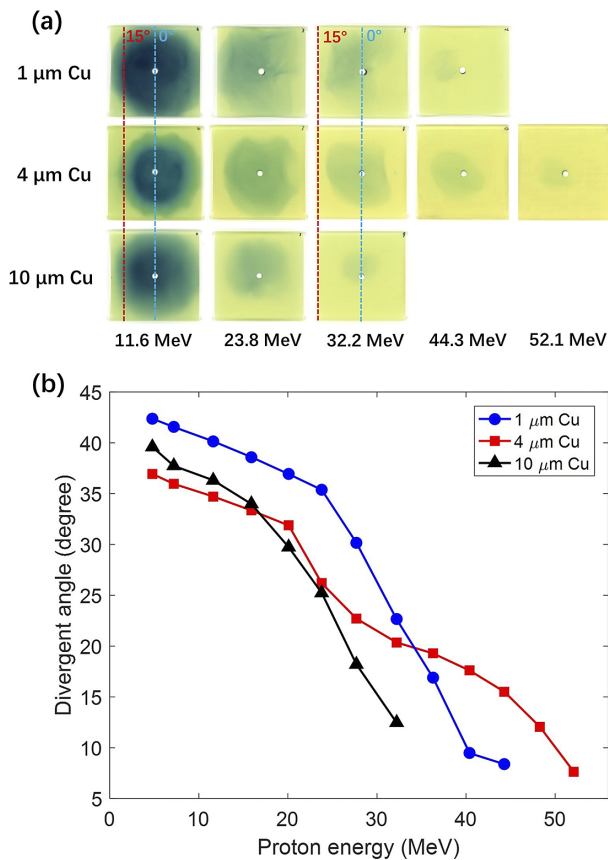 (a)
15° 0° 15° 0°
1 μm Cu
4 μm Cu
10 μm Cu
11.6 MeV 23.8 MeV 32.2 MeV 44.3 MeV 52.1 MeV
(b)
45
40
35
30
25
20
15
10
5
0 10 20 30 40 50
Divergent angle (degree)
Proton energy (MeV)
1 μm Cu
4 μm Cu
10 μm Cu